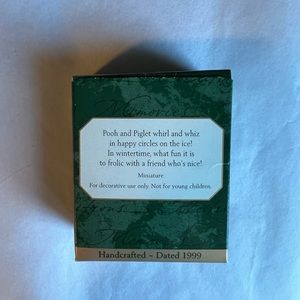 Pooh and Piglet whirl and whiz
in happy circles on the ice!
In wintertime, what fun it is
to frolic with a friend who's nice!
Miniature
For decorative use only. Not for young children.
Handcrafted ~ Dated 1999